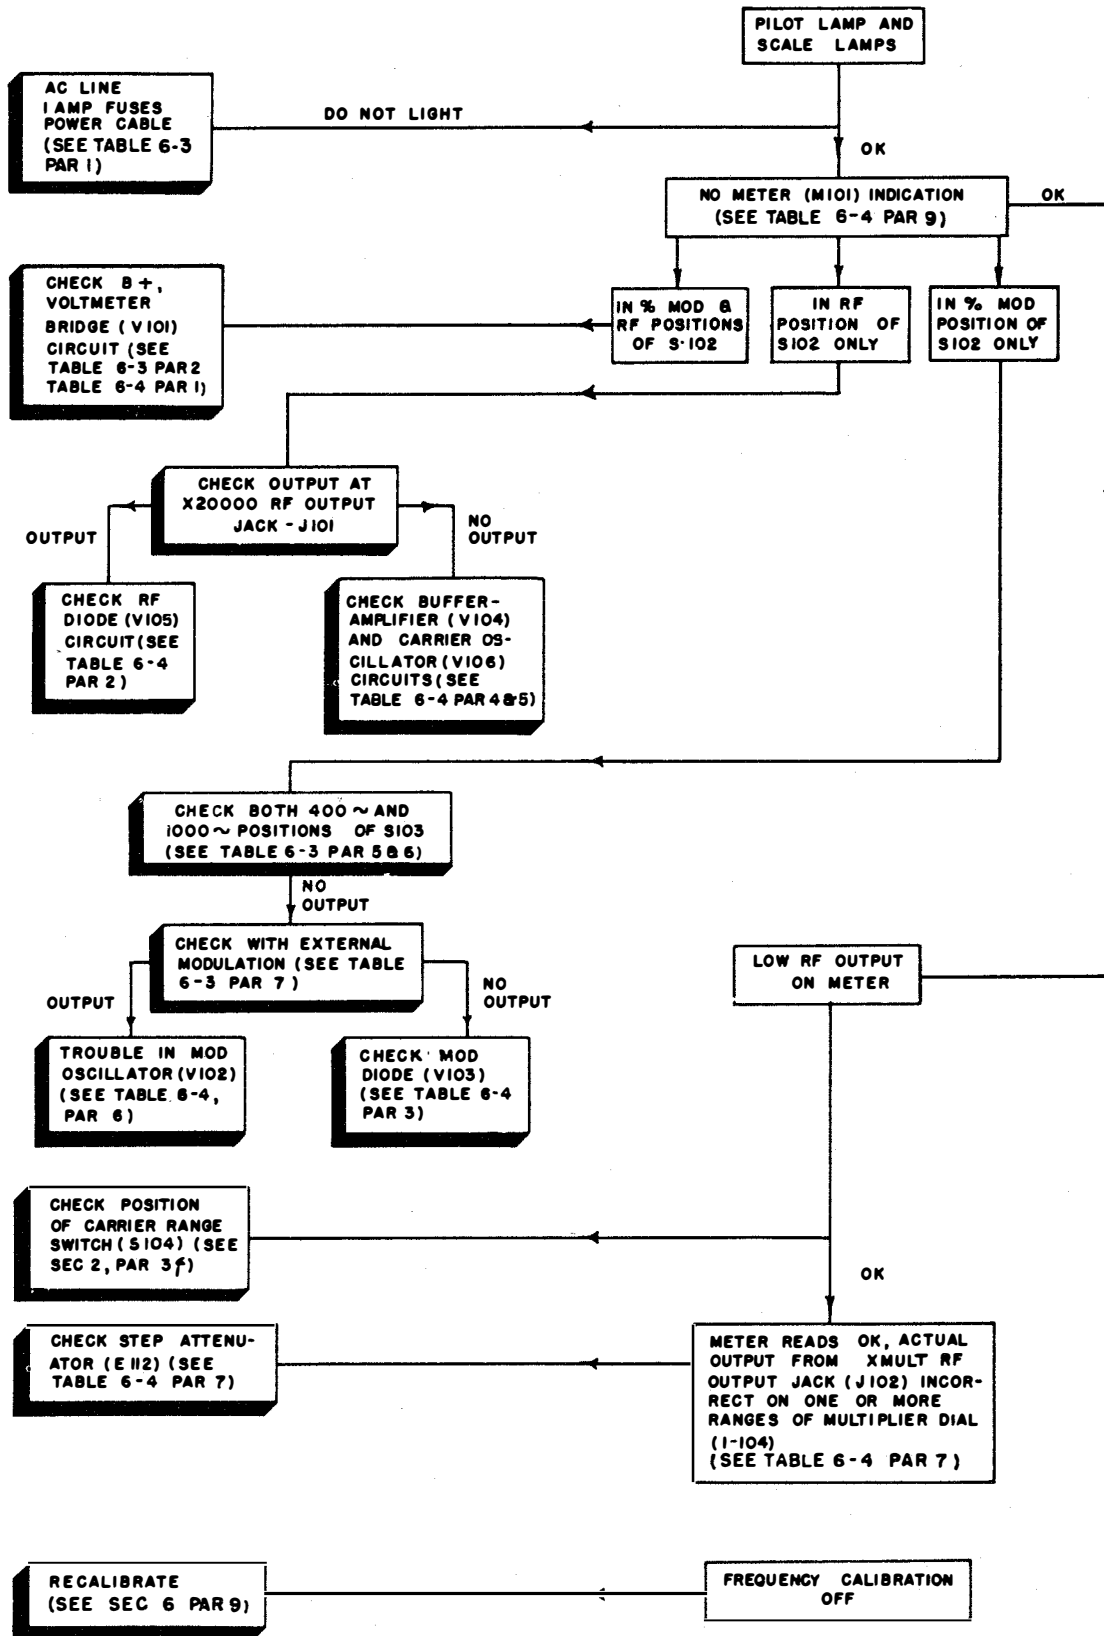 PILOT LAMP AND
SCALE LAMPS
AC LINE
1 AMP FUSES
POWER CABLE
(SEE TABLE 6-3
PAR 1)
DO NOT LIGHT
OK
NO METER (M101) INDICATION
(SEE TABLE 6-4 PAR 9)
OK
CHECK B+,
VOLTMETER
BRIDGE (V101)
CIRCUIT (SEE
TABLE 6-3 PAR 2
TABLE 6-4 PAR 1)
IN % MOD &
RF POSITIONS
OF S-102
IN RF
POSITION OF
S102 ONLY
IN % MOD
POSITION OF
S102 ONLY
CHECK OUTPUT AT
X20000 RF OUTPUT
JACK - J101
OUTPUT
NO
OUTPUT
CHECK RF
DIODE (V105)
CIRCUIT (SEE
TABLE 6-4
PAR 2)
CHECK BUFFER-
AMPLIFIER (V104)
AND CARRIER OS-
CILLATOR (V106)
CIRCUITS (SEE
TABLE 6-4 PAR 4&5)
CHECK BOTH 400~ AND
1000~ POSITIONS OF S103
(SEE TABLE 6-3 PAR 5&6)
NO
OUTPUT
CHECK WITH EXTERNAL
MODULATION (SEE TABLE
6-3 PAR 7)
OUTPUT
NO
OUTPUT
TROUBLE IN MOD
OSCILLATOR (V102)
(SEE TABLE 6-4,
PAR 6)
CHECK MOD
DIODE (V103)
(SEE TABLE 6-4
PAR 3)
LOW RF OUTPUT
ON METER
CHECK POSITION
OF CARRIER RANGE
SWITCH (S104) (SEE
SEC 2, PAR 3f)
OK
CHECK STEP ATTENU-
ATOR (E112) (SEE
TABLE 6-4 PAR 7)
METER READS OK, ACTUAL
OUTPUT FROM XMULT RF
OUTPUT JACK (J102) INCOR-
RECT ON ONE OR MORE
RANGES OF MULTIPLIER DIAL
(I-104)
(SEE TABLE 6-4 PAR 7)
RECALIBRATE
(SEE SEC 6 PAR 9)
FREQUENCY CALIBRATION
OFF